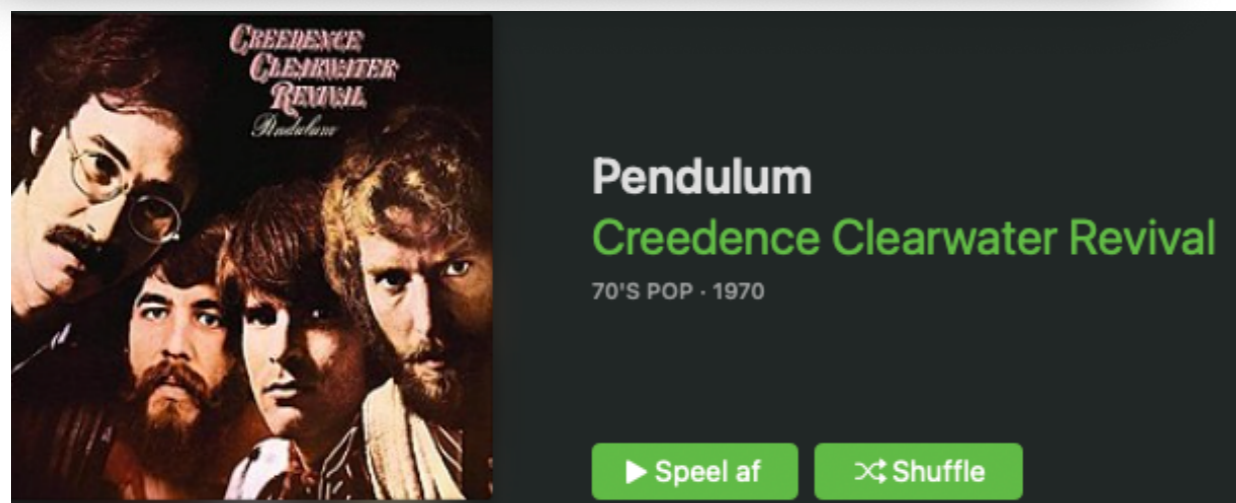 CREEDENCE
CLEARWATER
REVIVAL
Pendulum
Pendulum
Creedence Clearwater Revival
70'S POP · 1970
Speel af
Shuffle